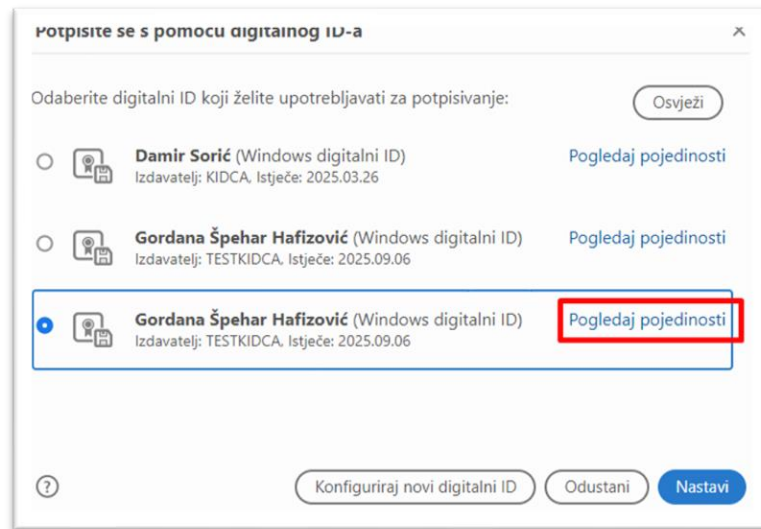 Potpišite se s pomoću digitalnog ID-a
Odaberite digitalni ID koji želite upotrebljavati za potpisivanje:
Osvježi
Damir Sorić (Windows digitalni ID)
Pogledaj pojedinosti
Izdavatelj: KIDCA, Istječe: 2025.03.26
Gordana Špehar Hafizović (Windows digitalni ID)
Pogledaj pojedinosti
Izdavatelj: TESTKIDCA, Istječe: 2025.09.06
Gordana Špehar Hafizović (Windows digitalni ID)
Pogledaj pojedinosti
Izdavatelj: TESTKIDCA, Istječe: 2025.09.06
Konfiguriraj novi digitalni ID
Odustani
Nastavi